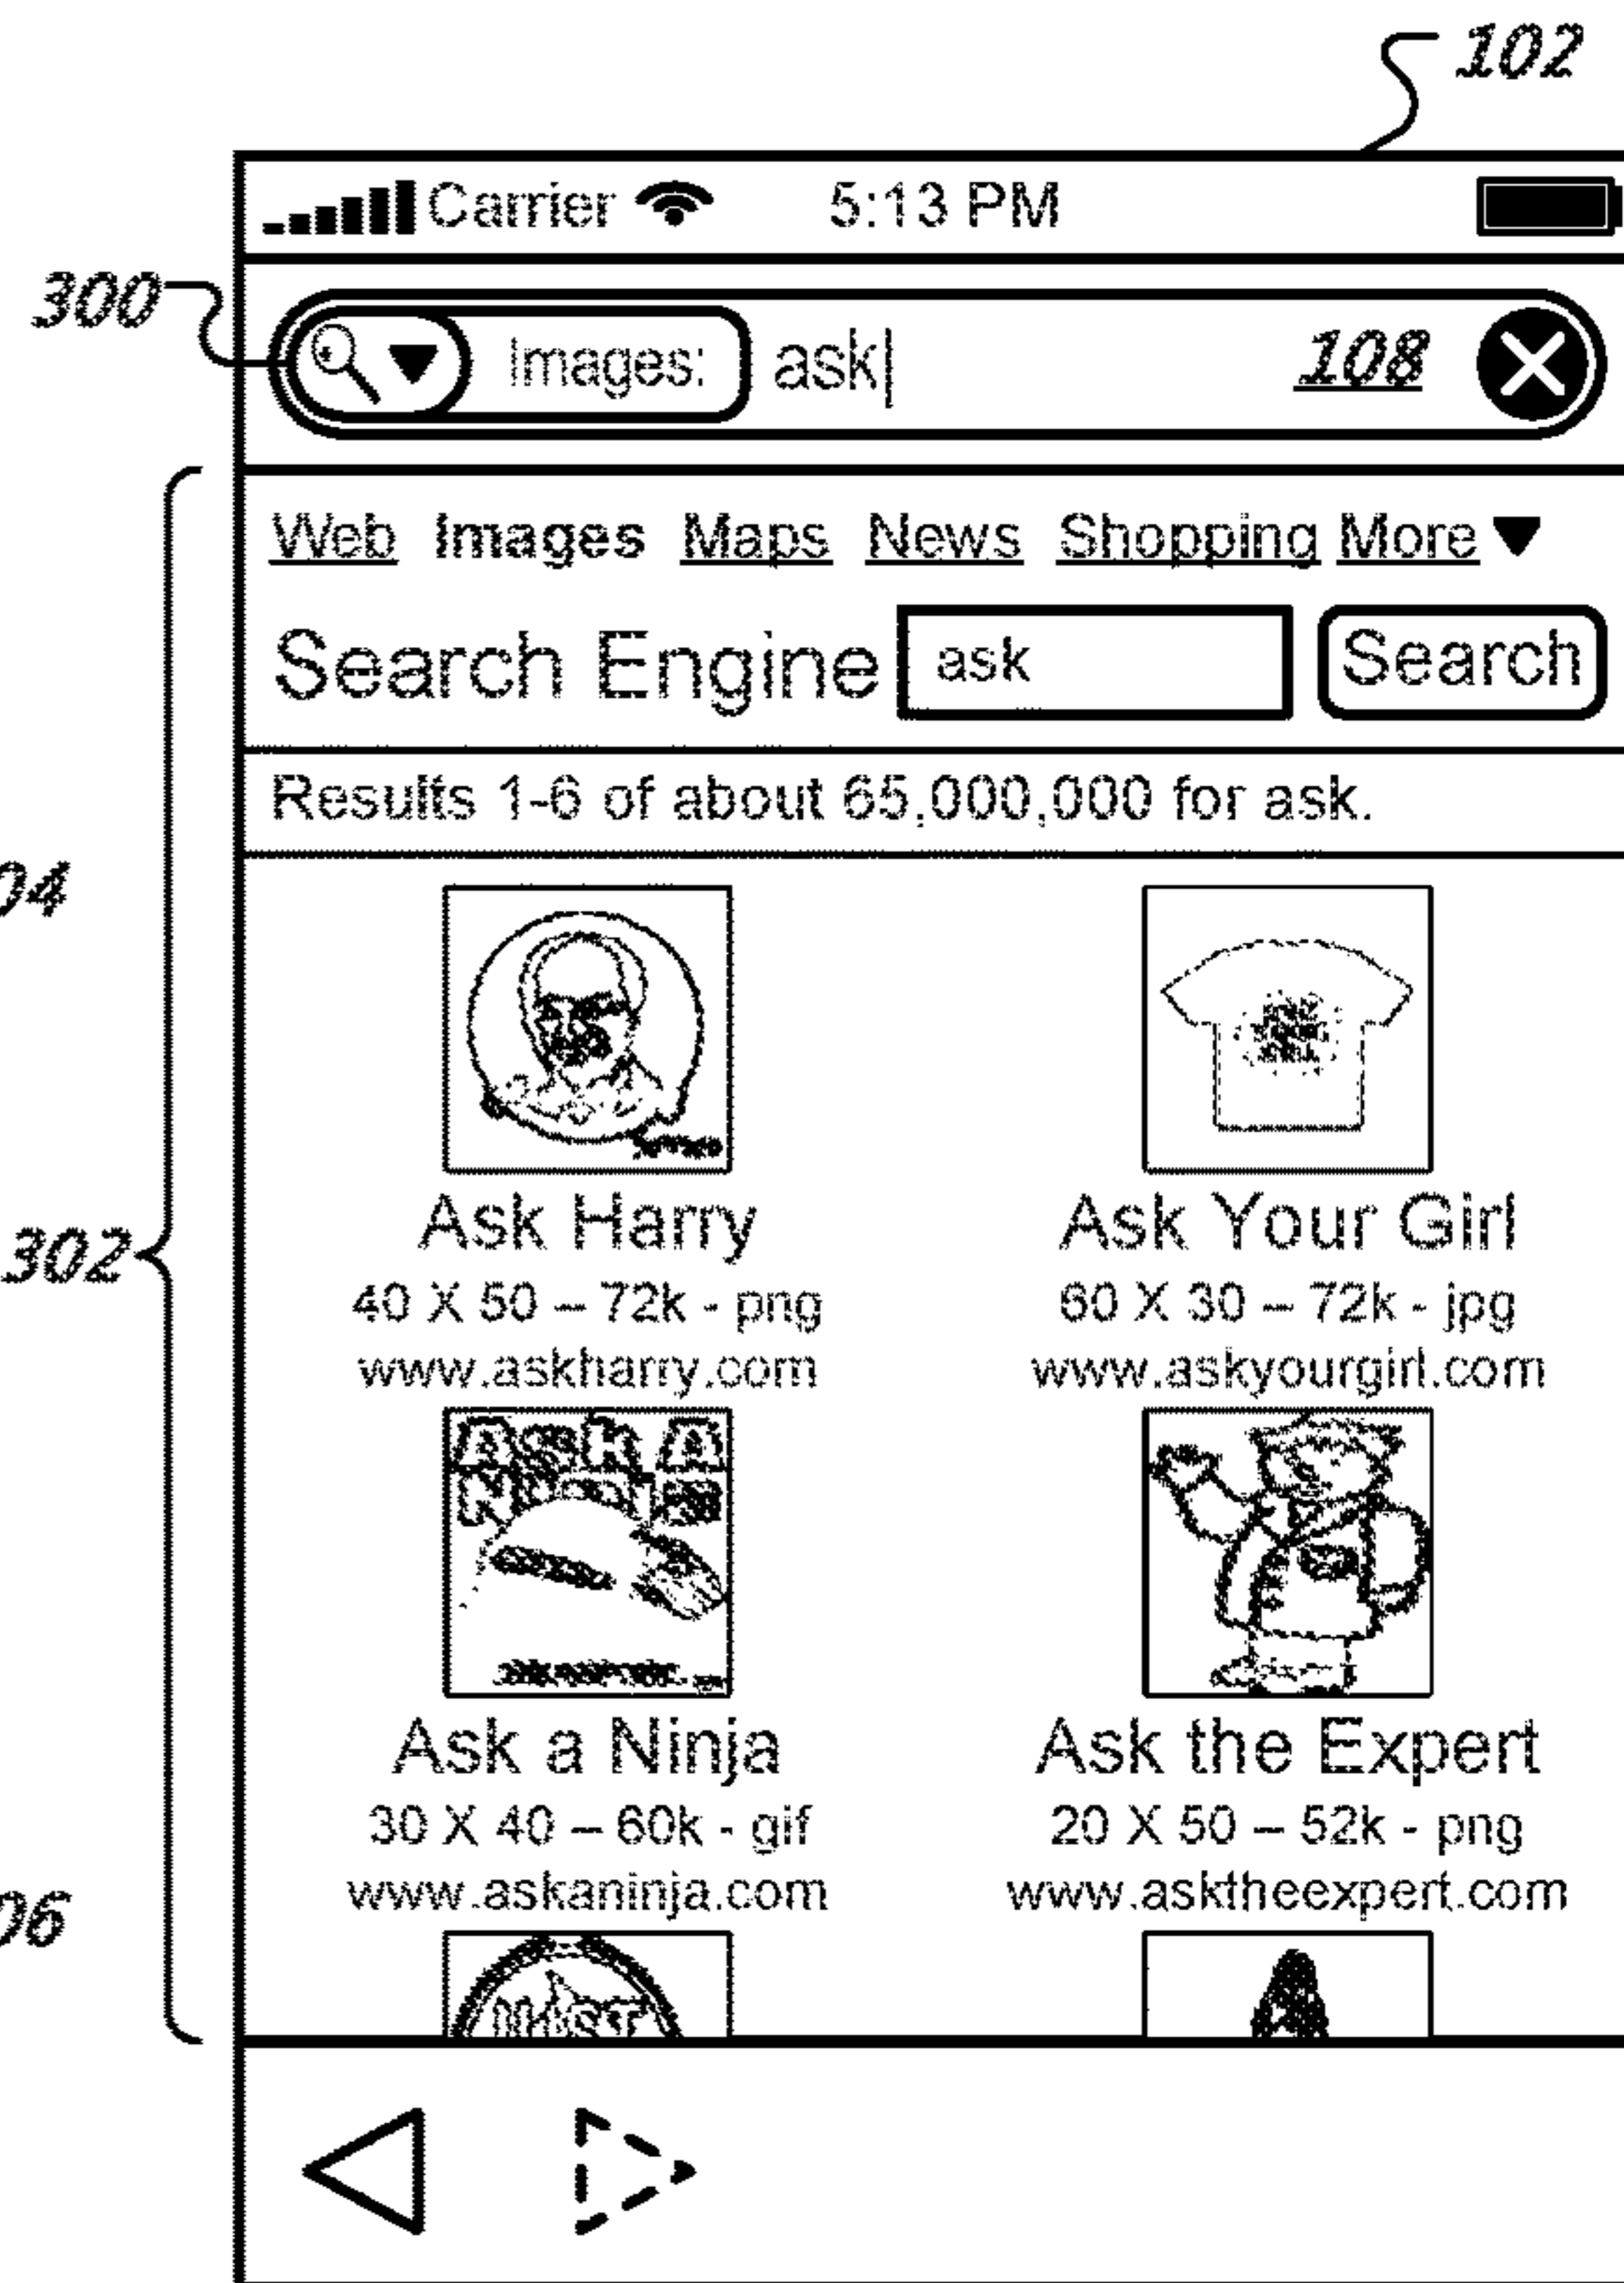 102
Carrier 5:13 PM
300
Images: ask 108
Web Images Maps News Shopping More
Search Engine ask Search
Results 1-6 of about 65,000,000 for ask.
04
Ask Harry Ask Your Girl
302
40 X 50 – 72k - png 60 X 30 – 72k - jpg
www.askharry.com www.askyourgirl.com
Ask A
Ask a Ninja Ask the Expert
30 X 40 – 60k - gif 20 X 50 – 52k - png
www.askaninja.com www.asktheexpert.com
06